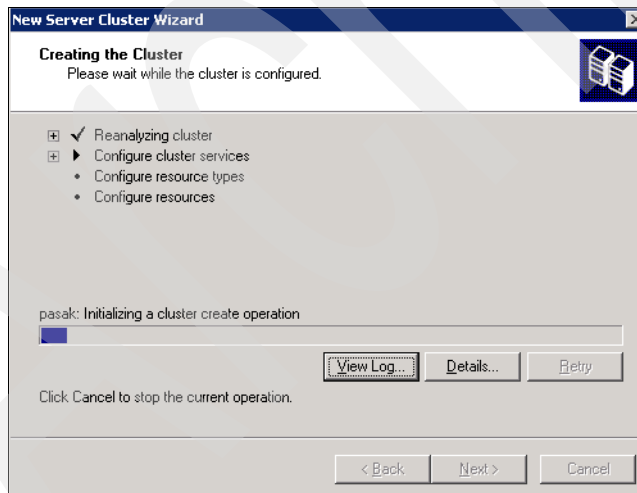 New Server Cluster Wizard
Creating the Cluster
Please wait while the cluster is configured.
Reanalyzing cluster
Configure cluster services
Configure resource types
Configure resources
pasak: Initializing a cluster create operation
View Log... Details... Retry
Click Cancel to stop the current operation.
< Back Next > Cancel